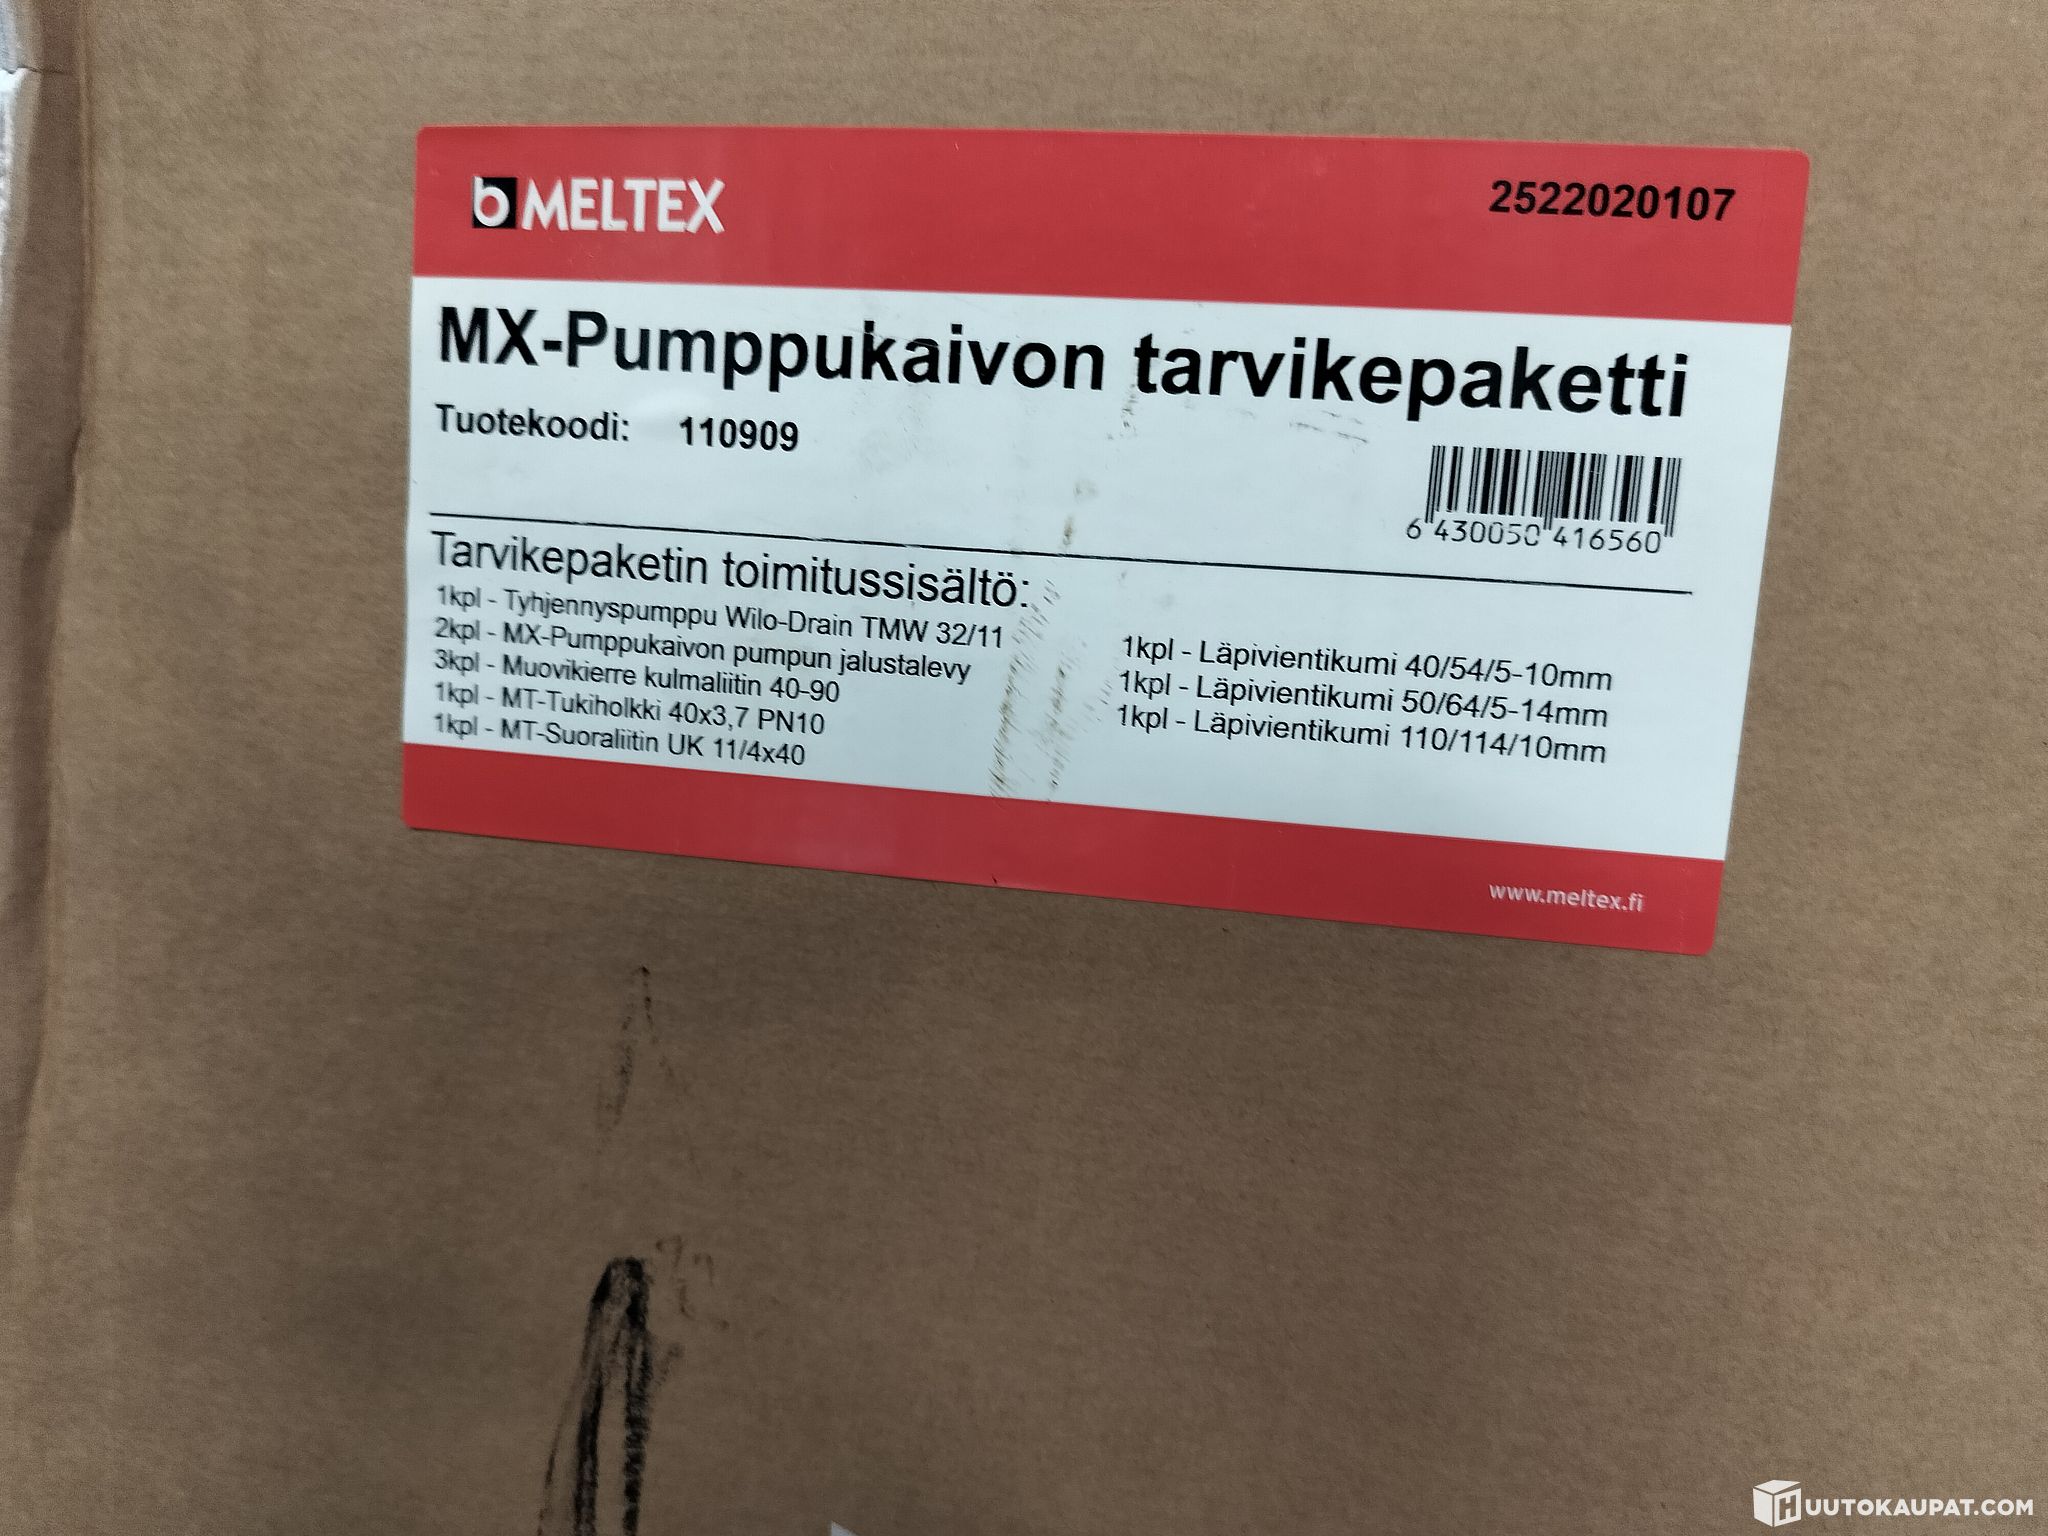 MELTEX
2522020107
MX-Pumppukaivon tarvikepaketti
Tuotekoodi: 110909
6 430050 416560
Tarvikepaketin toimitussisältö:
1kpl - Tyhjennyspumppu Wilo-Drain TMW 32/11
2kpl - MX-Pumppukaivon pumpun jalustalevy
3kpl - Muovikierre kulmaliitin 40-90
1kpl - MT-Tukiholkki 40x3,7 PN10
1kpl - MT-Suoraliitin UK 11/4x40
1kpl - Läpivientikumi 40/54/5-10mm
1kpl - Läpivientikumi 50/64/5-14mm
1kpl - Läpivientikumi 110/114/10mm
www.meltex.fi
HUUTOKAUPAT.COM